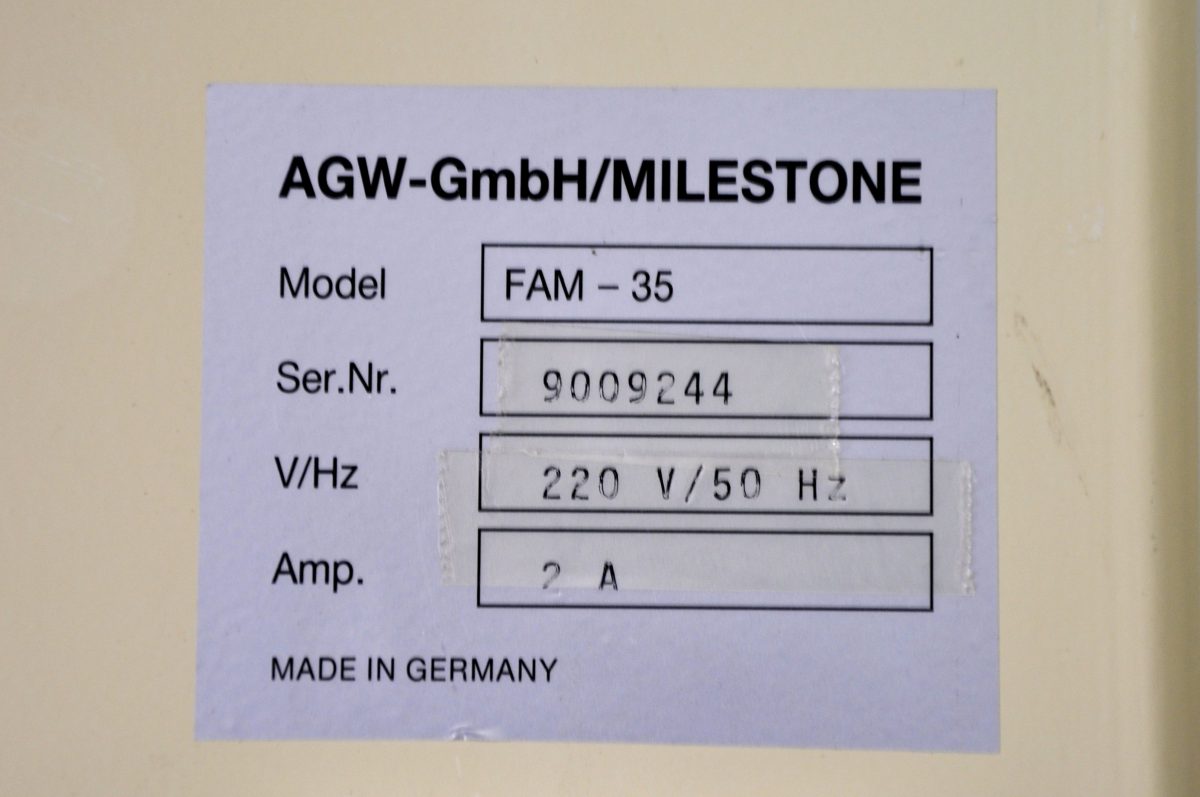 AGW-GmbH/MILESTONE
Model FAM – 35
Ser.Nr. 9009244
V/Hz 220 V/50 Hz
Amp. 2 A
MADE IN GERMANY